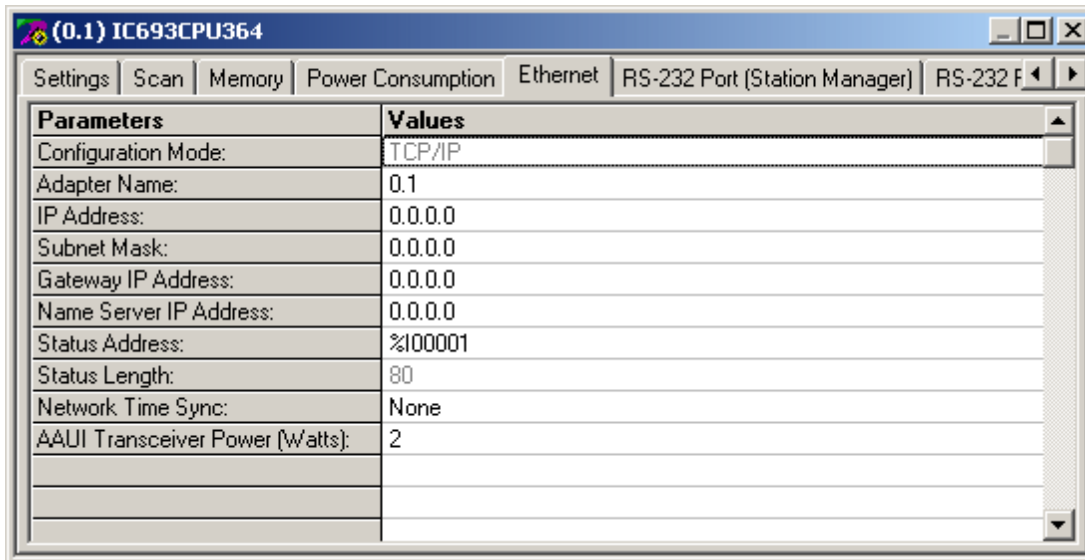 (0.1) IC693CPU364
Settings Scan Memory Power Consumption Ethernet RS-232 Port (Station Manager) RS-232
Parameters Values
Configuration Mode: TCP/IP
Adapter Name: 0.1
IP Address: 0.0.0.0
Subnet Mask: 0.0.0.0
Gateway IP Address: 0.0.0.0
Name Server IP Address: 0.0.0.0
Status Address: %I00001
Status Length: 80
Network Time Sync: None
AAUI Transceiver Power (Watts): 2